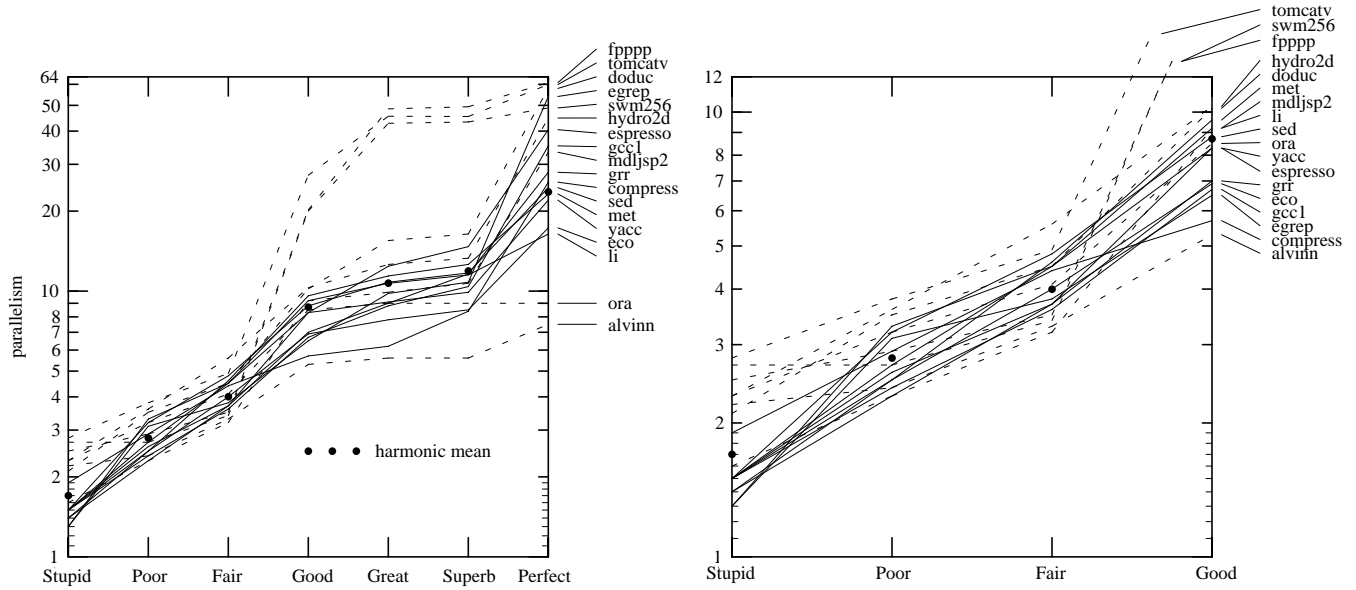 parallelism
64
50
40
30
20
10
8
7
6
5
4
3
2
1
Stupid
Poor
Fair
Good
Great
Superb
Perfect
harmonic mean
fpppp
tomcatv
doduc
egrep
swm256
hydro2d
espresso
gcc1
mdljsp2
grr
compress
sed
met
yacc
eco
li
ora
alvinn
12
10
8
7
6
5
4
3
2
1
Stupid
Poor
Fair
Good
tomcatv
swm256
fpppp
hydro2d
doduc
met
mdljsp2
li
sed
ora
yacc
espresso
grr
eco
gcc1
egrep
compress
alvinn